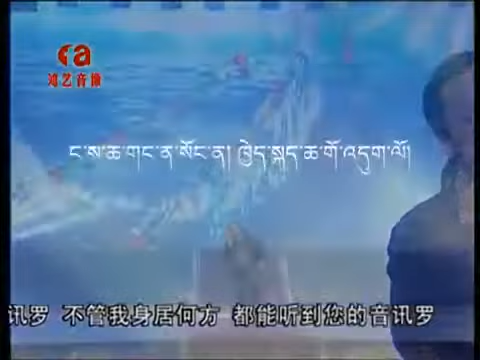 鸿艺音像
ང་ས་ཆ་གང་ན་སོང་ན། ཁྱེད་སྐད་ཆ་གོ་འདུག་ལོ།
讯罗 不管我身居何方 都能听到您的音讯罗